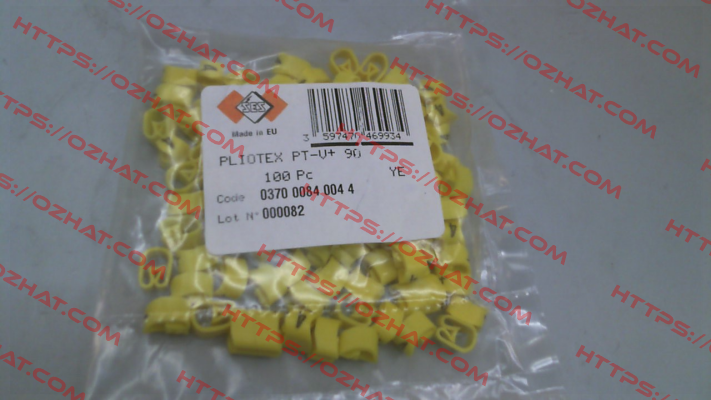 Made in EU
3 597470 469934
PLIOTEX PT-V+ 90
100 Pc YE
Code 0370 0084 004 4
Lot N° 000082
HTTPS://OZHAT.COM